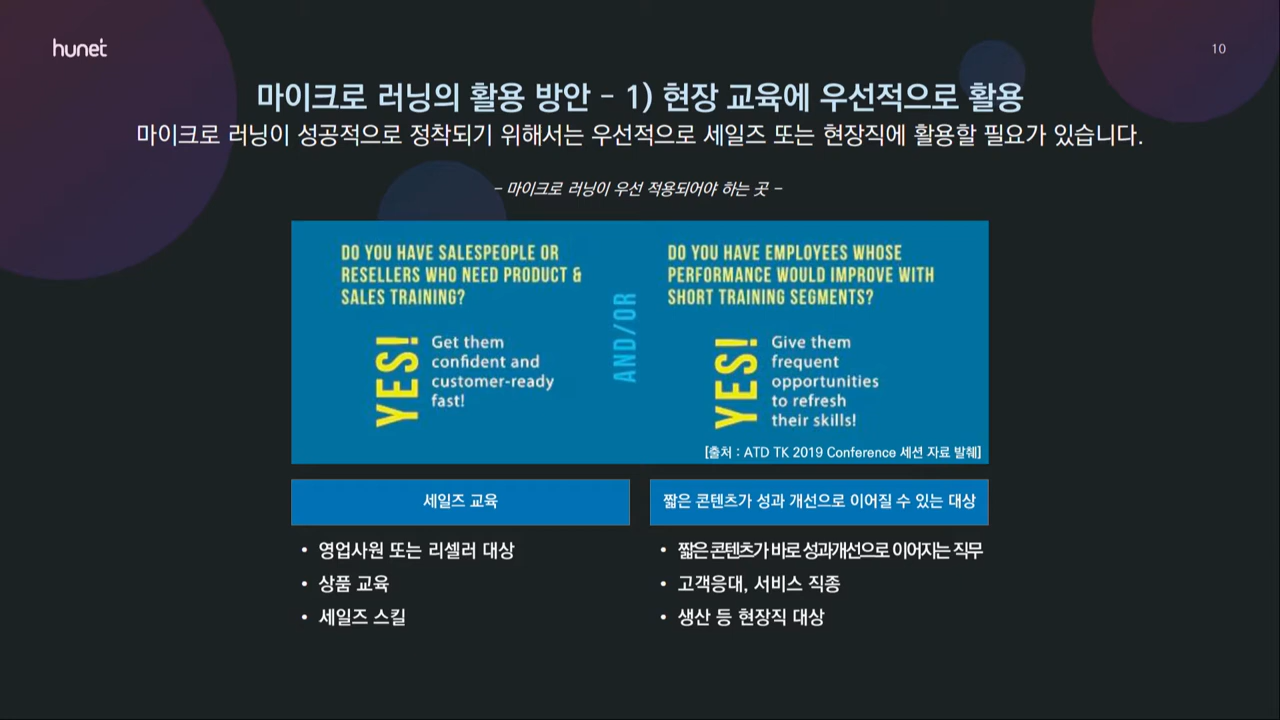 hunet
10
마이크로 러닝의 활용 방안 – 1) 현장 교육에 우선적으로 활용
마이크로 러닝이 성공적으로 정착되기 위해서는 우선적으로 세일즈 또는 현장직에 활용할 필요가 있습니다.
– 마이크로 러닝이 우선 적용되어야 하는 곳 –
DO YOU HAVE SALESPEOPLE OR
RESELLERS WHO NEED PRODUCT &
SALES TRAINING?
YES!
Get them
confident and
customer-ready
fast!
AND/OR
DO YOU HAVE EMPLOYEES WHOSE
PERFORMANCE WOULD IMPROVE WITH
SHORT TRAINING SEGMENTS?
YES!
Give them
frequent
opportunities
to refresh
their skills!
[출처 : ATD TK 2019 Conference 세션 자료 발췌]
세일즈 교육
• 영업사원 또는 리셀러 대상
• 상품 교육
• 세일즈 스킬
짧은 콘텐츠가 성과 개선으로 이어질 수 있는 대상
• 짧은 콘텐츠가 바로 성과개선으로 이어지는 직무
• 고객응대, 서비스 직종
• 생산 등 현장직 대상